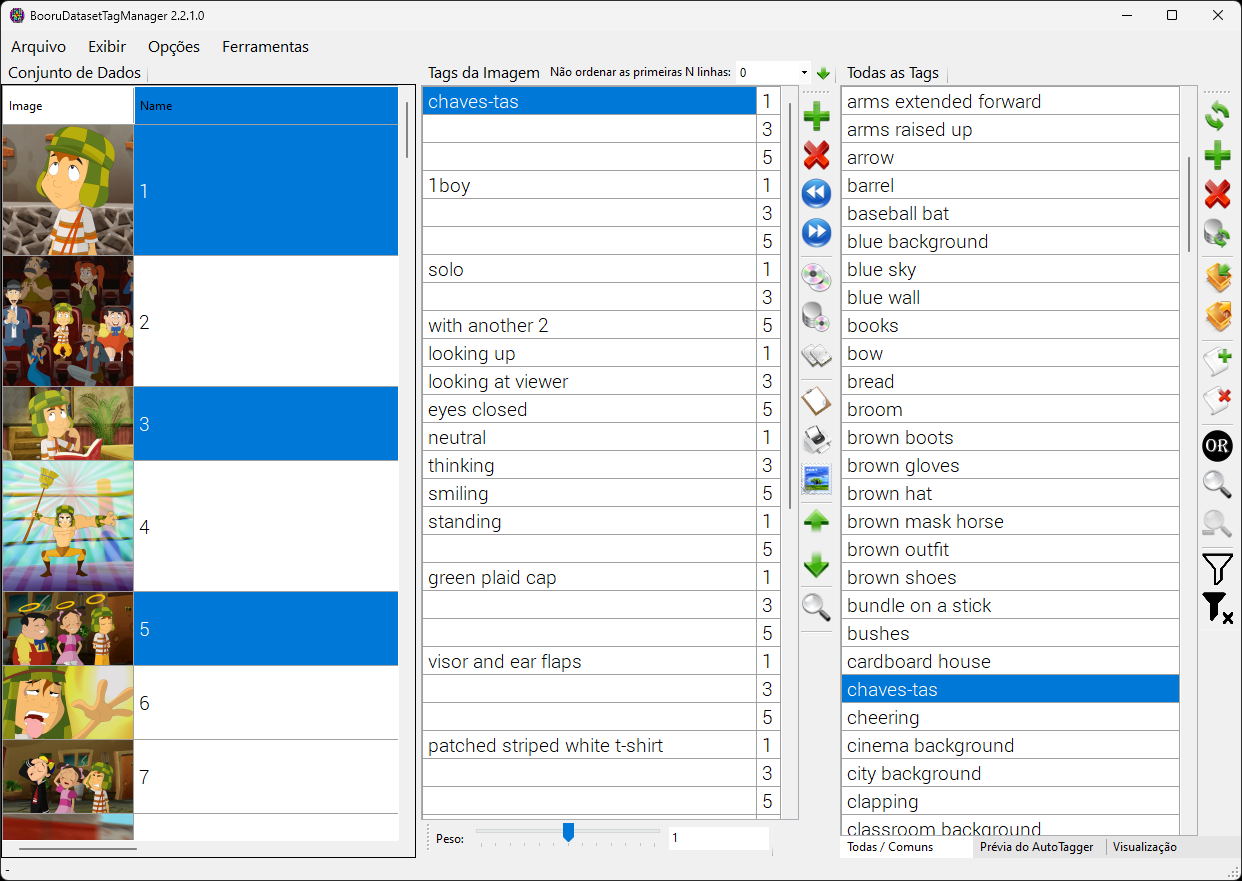 BooruDatasetTagManager 2.2.1.0
Arquivo Exibir Opções Ferramentas
Conjunto de Dados
Image Name
1
2
3
4
5
6
7
Tags da Imagem Não ordenar as primeiras N linhas: 0
chaves-tas 1
3
5
1boy 1
3
5
solo 1
3
with another 2 5
looking up 1
looking at viewer 3
eyes closed 5
neutral 1
thinking 3
smiling 5
standing 1
5
green plaid cap 1
3
5
visor and ear flaps 1
3
5
patched striped white t-shirt 1
3
5
Peso: 1
Todas as Tags
arms extended forward
arms raised up
arrow
barrel
baseball bat
blue background
blue sky
blue wall
books
bow
bread
broom
brown boots
brown gloves
brown hat
brown mask horse
brown outfit
brown shoes
bundle on a stick
bushes
cardboard house
chaves-tas
cheering
cinema background
city background
clapping
classroom background
Todas / Comuns Prévia do AutoTagger Visualização
OR
-